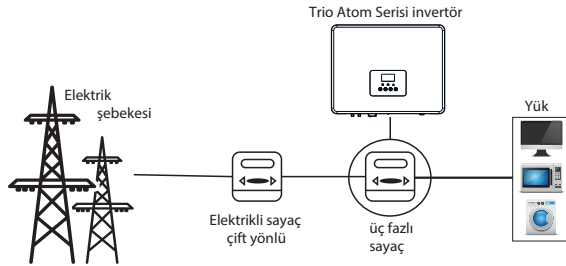 Trio Atom Serisi invertör
Elektrik
şebekesi
Yük
Elektrikli sayaç
çift yönlü
üç fazlı
sayaç